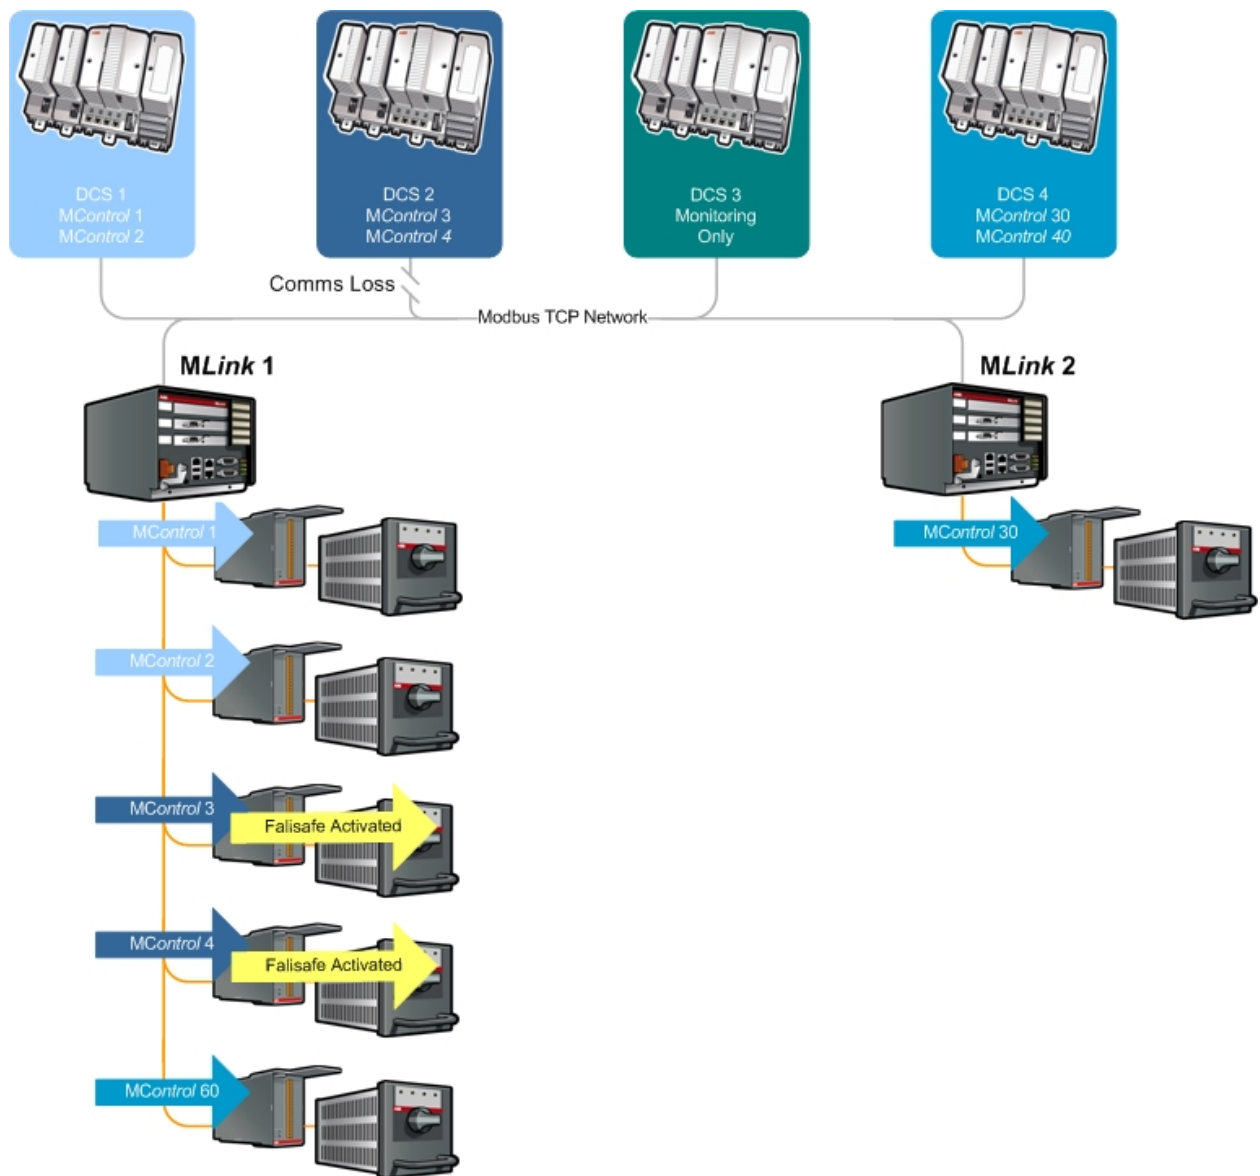 DCS 1
MControl 1
MControl 2
DCS 2
MControl 3
MControl 4
DCS 3
Monitoring
Only
DCS 4
MControl 30
MControl 40
Comms Loss
Modbus TCP Network
MLink 1
MLink 2
MControl 1
MControl 30
MControl 2
MControl 3
Falisafe Activated
MControl 4
Falisafe Activated
MControl 60